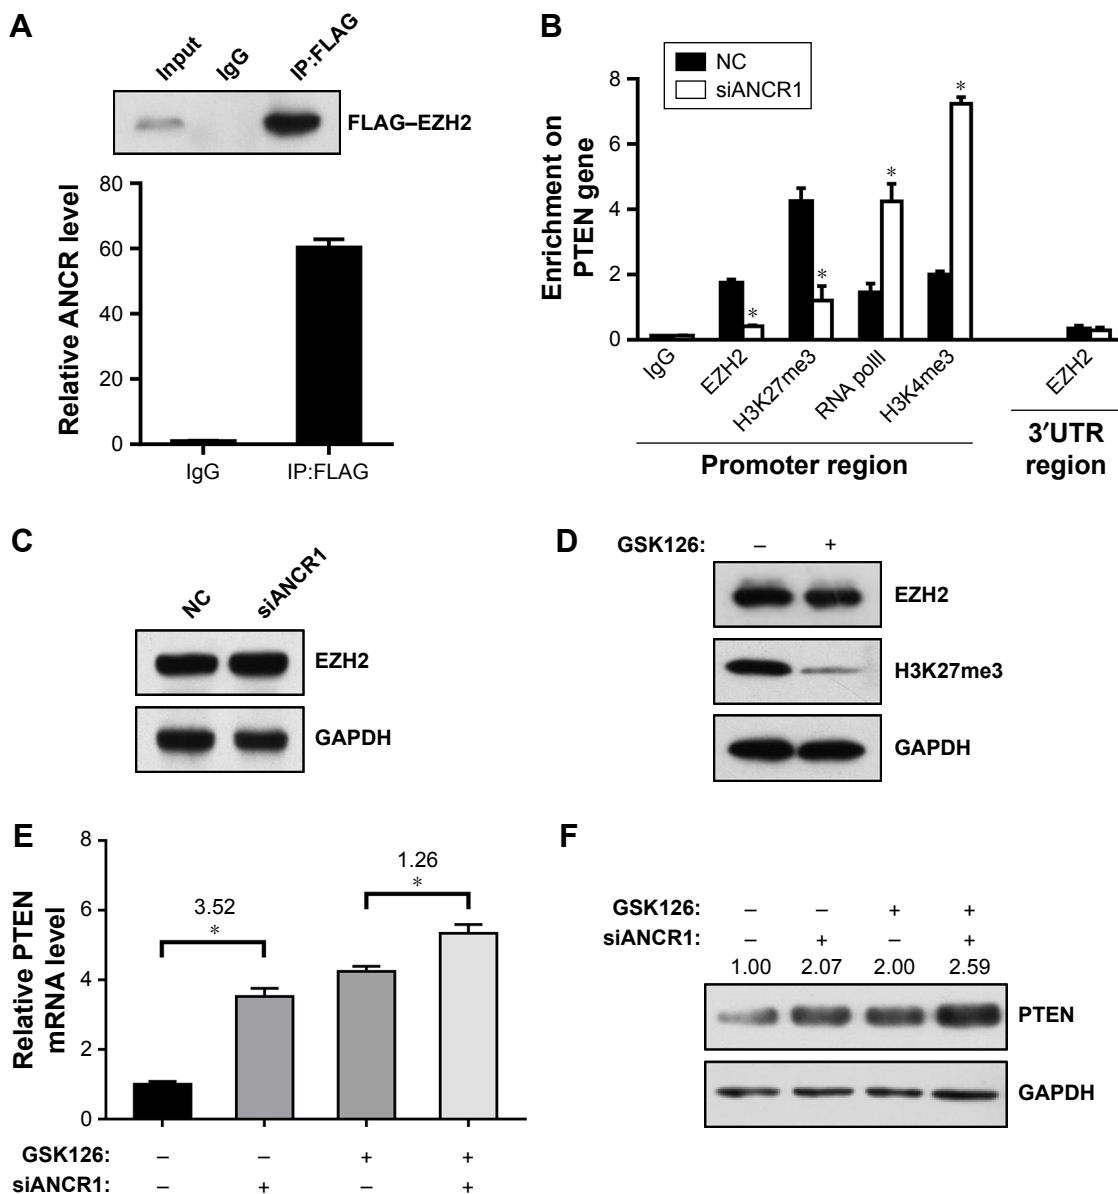 A
Input IgG IP:FLAG
FLAG–EZH2
Relative ANCR level
80
60
40
20
0
IgG IP:FLAG
B
NC
siANCR1
Enrichment on
PTEN gene
8
6
4
2
0
* * * *
IgG EZH2 H3K27me3 RNA polII H3K4me3 EZH2
Promoter region
3′UTR
region
C
NC siANCR1
EZH2
GAPDH
D
GSK126: – +
EZH2
H3K27me3
GAPDH
E
Relative PTEN
mRNA level
8
6
4
2
0
3.52
*
1.26
*
GSK126: – – + +
siANCR1: – + – +
F
GSK126: – – + +
siANCR1: – + – +
1.00 2.07 2.00 2.59
PTEN
GAPDH